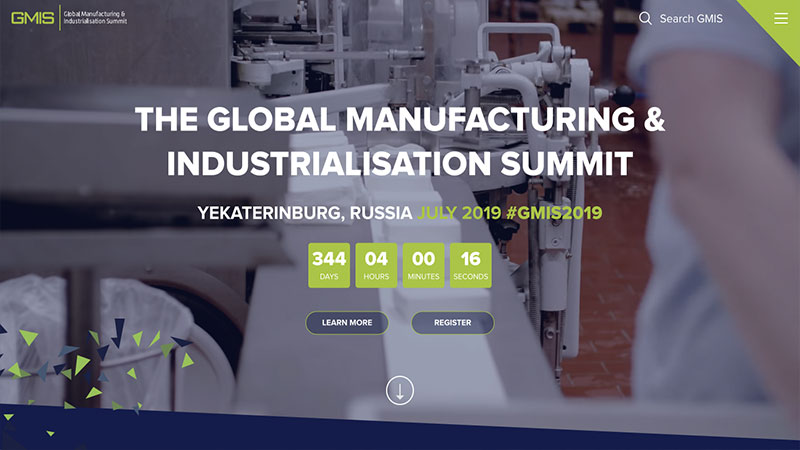 GMIS
Global Manufacturing &
Industrialisation Summit
Search GMIS
THE GLOBAL MANUFACTURING &
INDUSTRIALISATION SUMMIT
YEKATERINBURG, RUSSIA JULY 2019 #GMIS2019
344 04 00 16
DAYS HOURS MINUTES SECONDS
LEARN MORE REGISTER